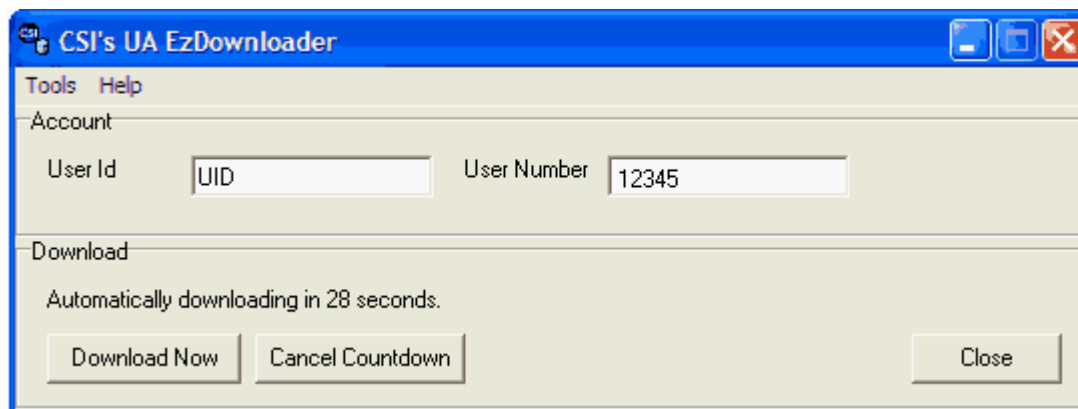 CSI's UA EzDownloader
Tools Help
Account
User Id UID User Number 12345
Download
Automatically downloading in 28 seconds.
Download Now Cancel Countdown Close